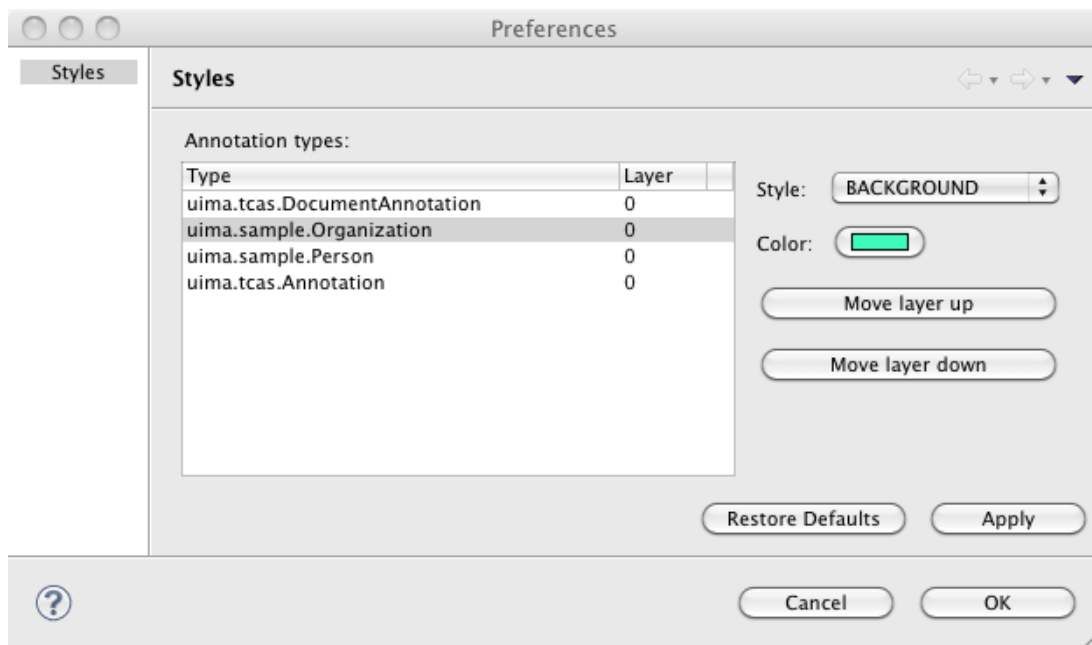 Preferences
Styles
Styles
Annotation types:
Type Layer
uima.tcas.DocumentAnnotation 0
uima.sample.Organization 0
uima.sample.Person 0
uima.tcas.Annotation 0
Style: BACKGROUND
Color:
Move layer up
Move layer down
Restore Defaults Apply
? Cancel OK